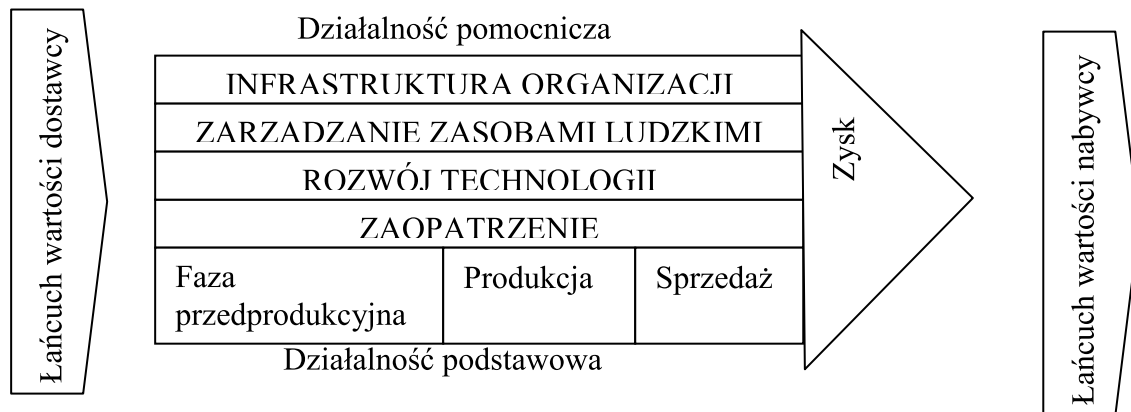 Łańcuch wartości dostawcy
Działalność pomocnicza
INFRASTRUKTURA ORGANIZACJI
ZARZĄDZANIE ZASOBAMI LUDZKIMI
ROZWÓJ TECHNOLOGII
ZAOPATRZENIE
Faza
przedprodukcyjna
Produkcja
Sprzedaż
Działalność podstawowa
Zysk
Łańcuch wartości nabywcy